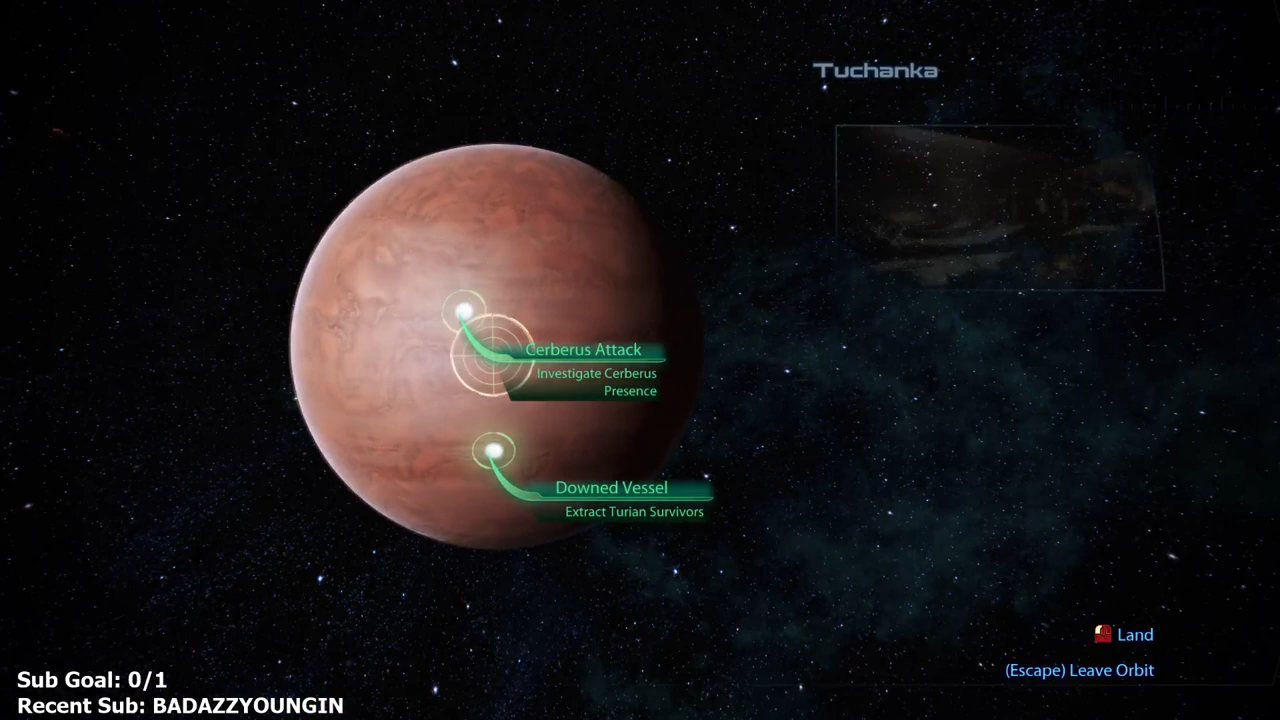 Tuchanka
Cerberus Attack
Investigate Cerberus
Presence
Downed Vessel
Extract Turian Survivors
Land
(Escape) Leave Orbit
Sub Goal: 0/1
Recent Sub: BADAZZYOUNGIN